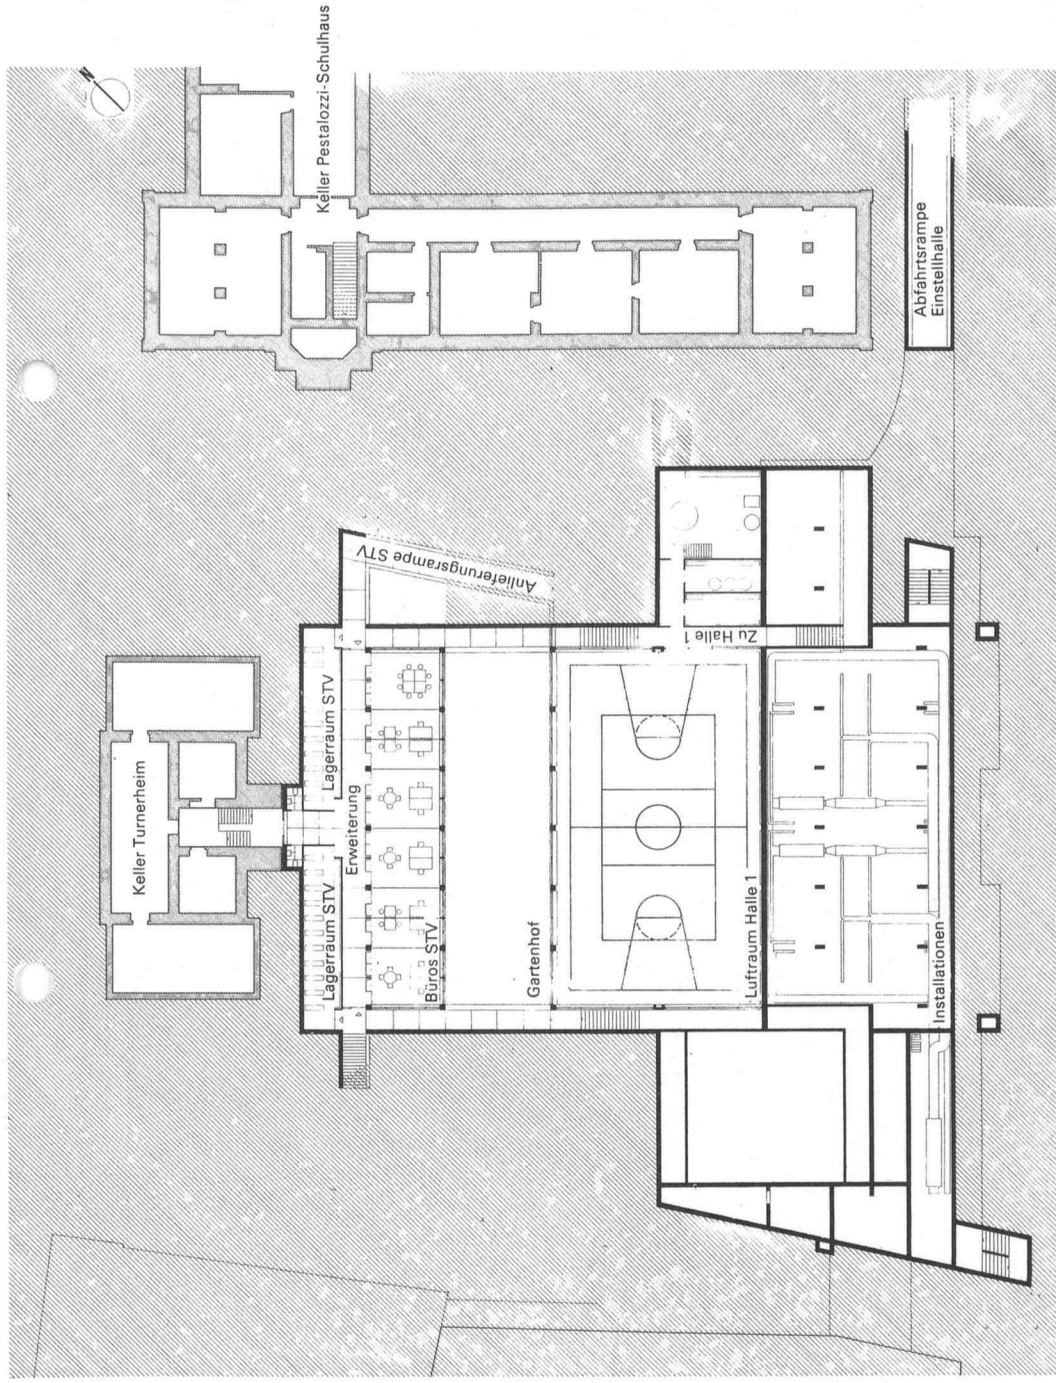 N
Keller Pestalozzi-Schulhaus
Abfahrtsrampe
Einstellhalle
Anlieferungsrampe STV
Zu Halle 1
Keller Turnerheim
Lagerraum STV
Lagerraum STV
Erweiterung
Büros STV
Gartenhof
Luftraum Halle 1
Installationen